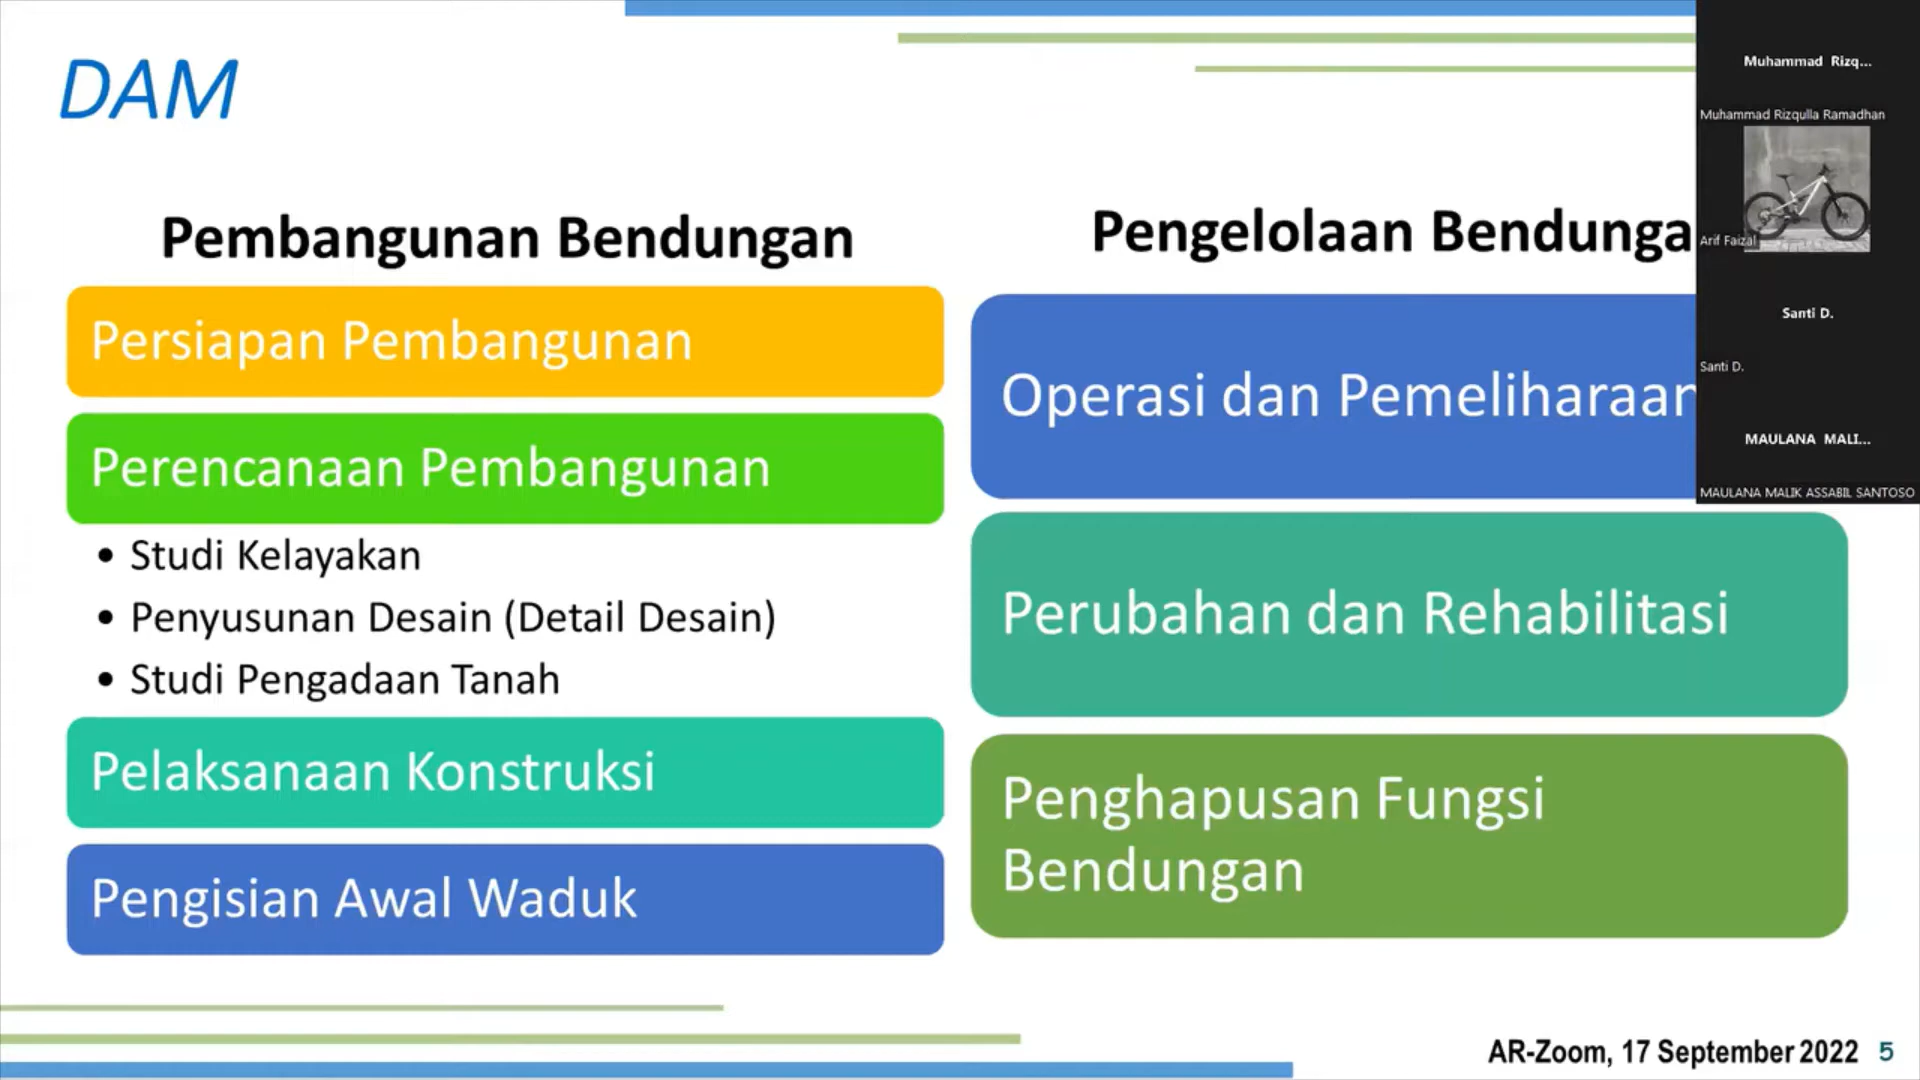 DAM
Pembangunan Bendungan
Persiapan Pembangunan
Perencanaan Pembangunan
• Studi Kelayakan
• Penyusunan Desain (Detail Desain)
• Studi Pengadaan Tanah
Pelaksanaan Konstruksi
Pengisian Awal Waduk
Pengelolaan Bendunga
Operasi dan Pemeliharaan
Perubahan dan Rehabilitasi
Penghapusan Fungsi
Bendungan
Muhammad Rizq...
Muhammad Rizqulla Ramadhan
Arif Faizal
Santi D.
Santi D.
MAULANA MALI...
MAULANA MALIK ASSABIL SANTOSO
AR-Zoom, 17 September 2022 5